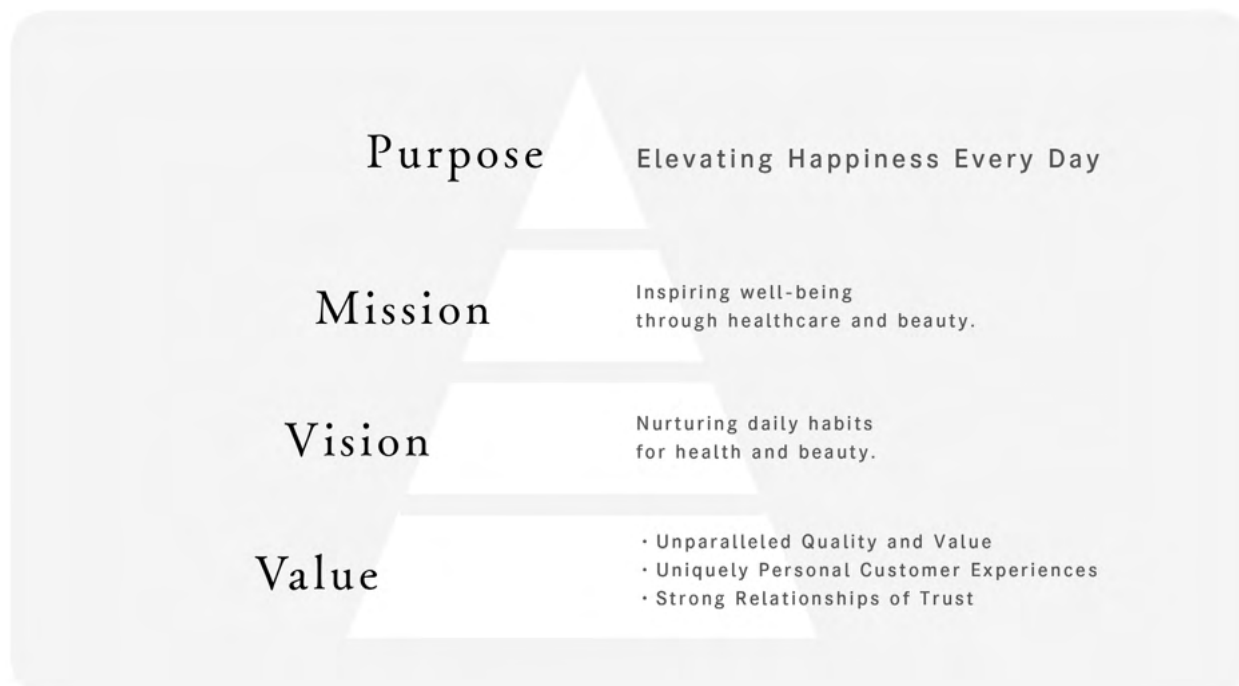 Purpose
Elevating Happiness Every Day
Mission
Inspiring well-being
through healthcare and beauty.
Vision
Nurturing daily habits
for health and beauty.
Value
・Unparalleled Quality and Value
・Uniquely Personal Customer Experiences
・Strong Relationships of Trust